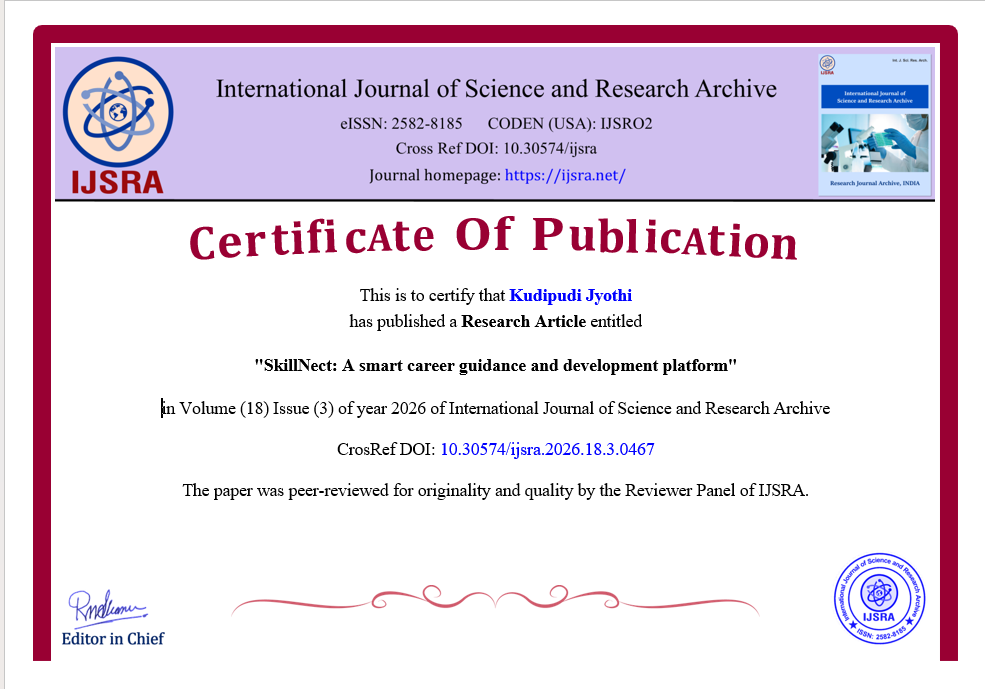 International Journal of Science and Research Archive
eISSN: 2582-8185 CODEN (USA): IJSRO2
Cross Ref DOI: 10.30574/ijsra
Journal homepage: https://ijsra.net/
IJSRA
IJSRA
Int. J. Sci. Res. Arch.
International Journal of
Science and Research Archive
Research Journal Archive, INDIA
CertificAte Of PublicAtion
This is to certify that Kudipudi Jyothi
has published a Research Article entitled
"SkillNect: A smart career guidance and development platform"
in Volume (18) Issue (3) of year 2026 of International Journal of Science and Research Archive
CrosRef DOI: 10.30574/ijsra.2026.18.3.0467
The paper was peer-reviewed for originality and quality by the Reviewer Panel of IJSRA.
Editor in Chief
International Journal of Science and Research Archive
IJSRA
★ ISSN: 2582-8185 ★